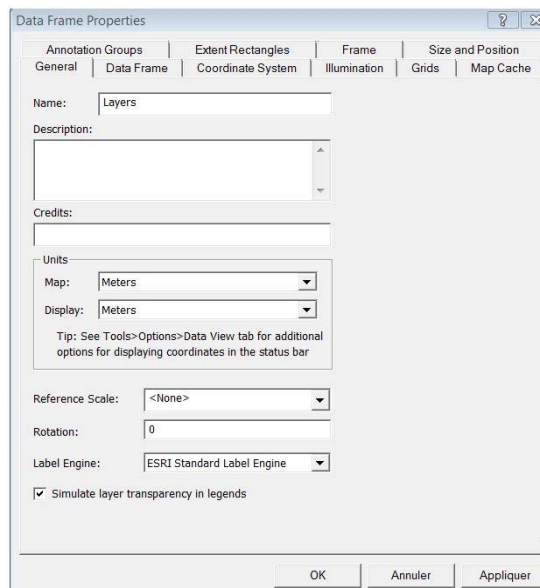 Data Frame Properties
Annotation Groups Extent Rectangles Frame Size and Position
General Data Frame Coordinate System Illumination Grids Map Cache
Name: Layers
Description:
Credits:
Units
Map: Meters
Display: Meters
Tip: See Tools>Options>Data View tab for additional
options for displaying coordinates in the status bar
Reference Scale: <None>
Rotation: 0
Label Engine: ESRI Standard Label Engine
Simulate layer transparency in legends
OK Annuler Appliquer